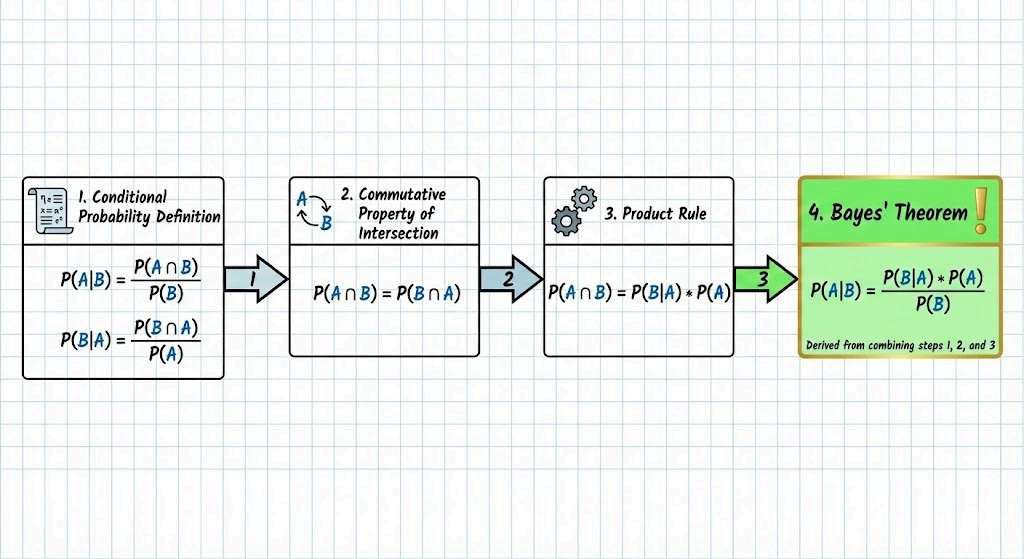 1. Conditional
Probability Definition
P(A|B) = P(A ∩ B)
P(B)
P(B|A) = P(B ∩ A)
P(A)
1
A
B
2. Commutative
Property of
Intersection
P(A ∩ B) = P(B ∩ A)
2
3. Product Rule
P(A ∩ B) = P(B|A) * P(A)
3
4. Bayes' Theorem
!
P(A|B) = P(B|A) * P(A)
P(B)
Derived from combining steps 1, 2, and 3